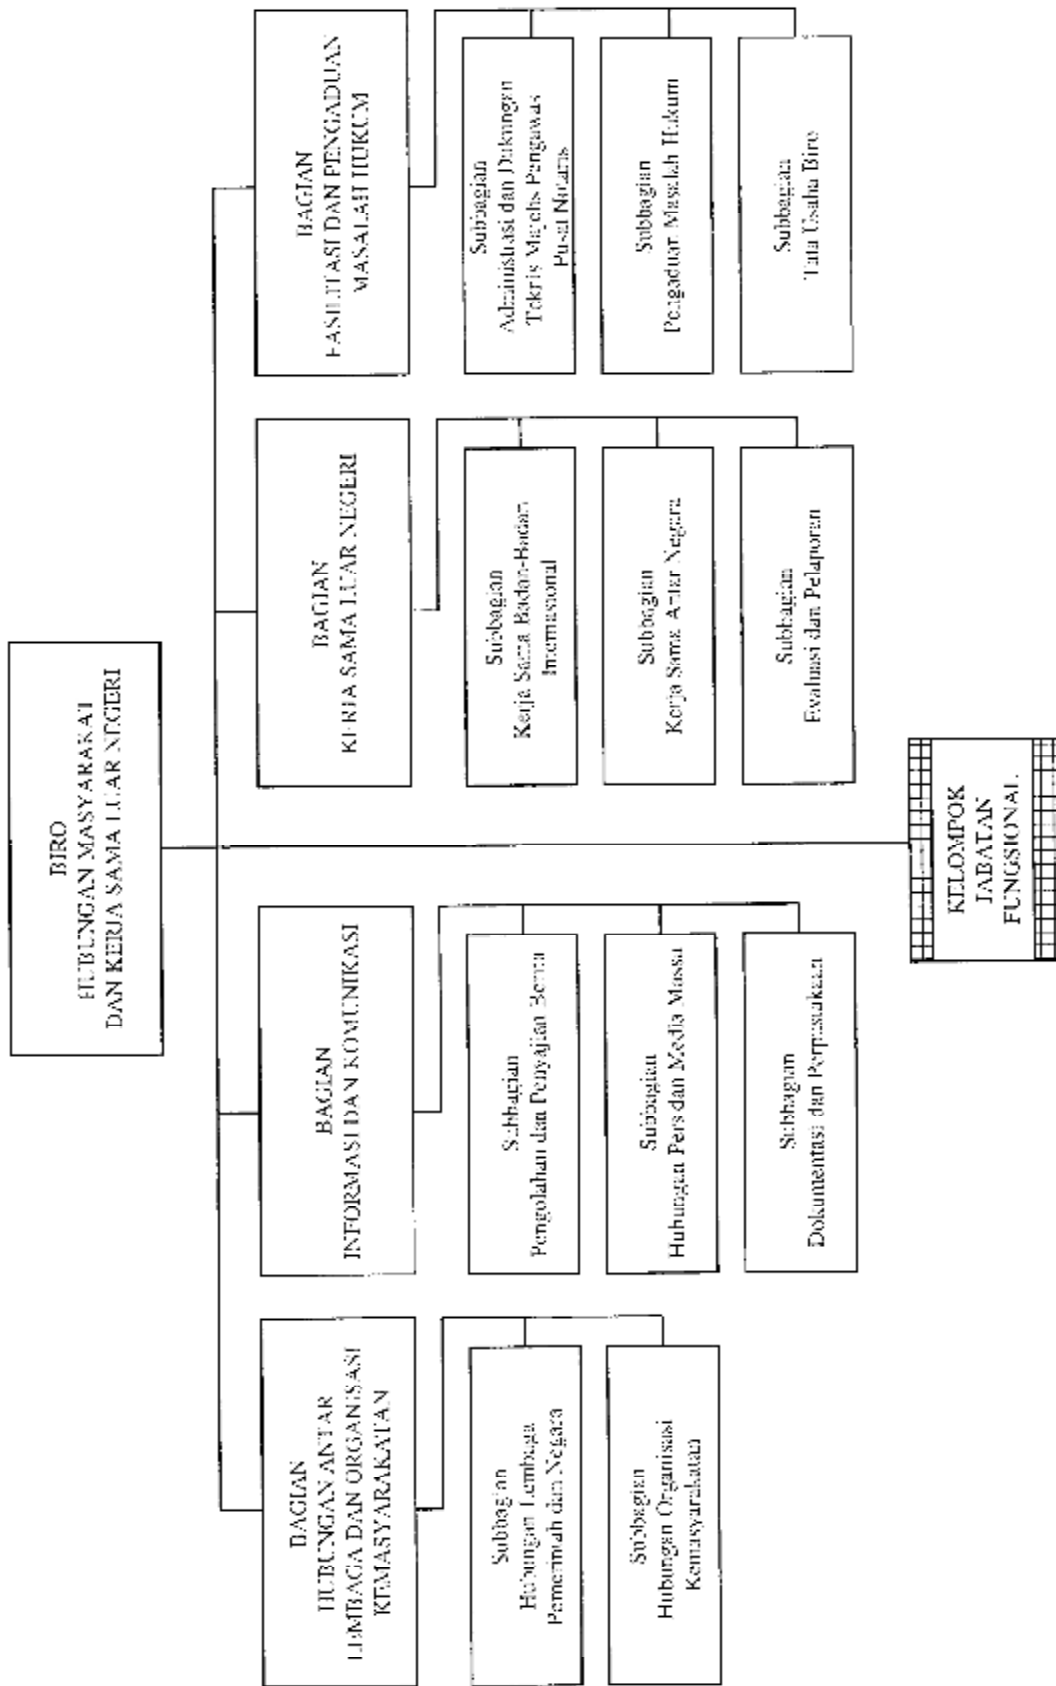 BIRO
HUBUNGAN MASYARAKAT
DAN KERJA SAMA LUAR NEGERI
BAGIAN
HUBUNGAN ANTAR
LEMBAGA DAN ORGANISASI
KEMASYARAKATAN
Subbagian
Hubungan Lembaga
Pemerintah dan Negara
Subbagian
Hubungan Organisasi
Kemasyarakatan
BAGIAN
INFORMASI DAN KOMUNIKASI
Subbagian
Pengolahan dan Penyajian Berita
Subbagian
Hubungan Pers dan Media Massa
Subbagian
Dokumentasi dan Perpustakaan
BAGIAN
KERJA SAMA LUAR NEGERI
Subbagian
Kerja Sama Badan-Badan
Internasional
Subbagian
Kerja Sama Antar Negara
Subbagian
Evaluasi dan Pelaporan
BAGIAN
FASILITASI DAN PENGADUAN
MASALAH HUKUM
Subbagian
Administrasi dan Dukungan
Teknis Majelis Pengawas
Pusat Notaris
Subbagian
Pengaduan Masalah Hukum
Subbagian
Tata Usaha Biro
KELOMPOK
JABATAN
FUNGSIONAL